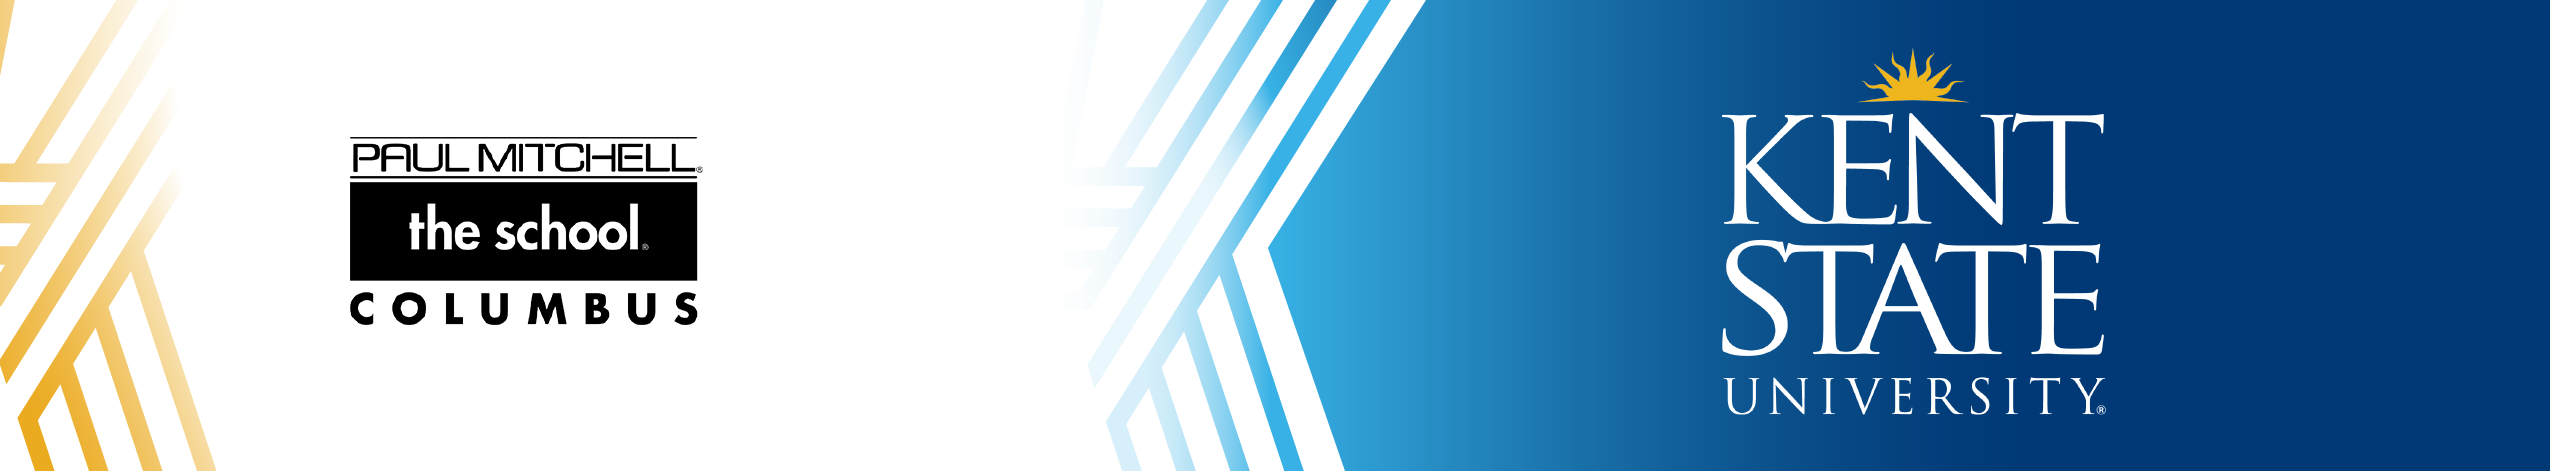 PAUL MITCHELL®
the school®
COLUMBUS
KENT
STATE
UNIVERSITY®